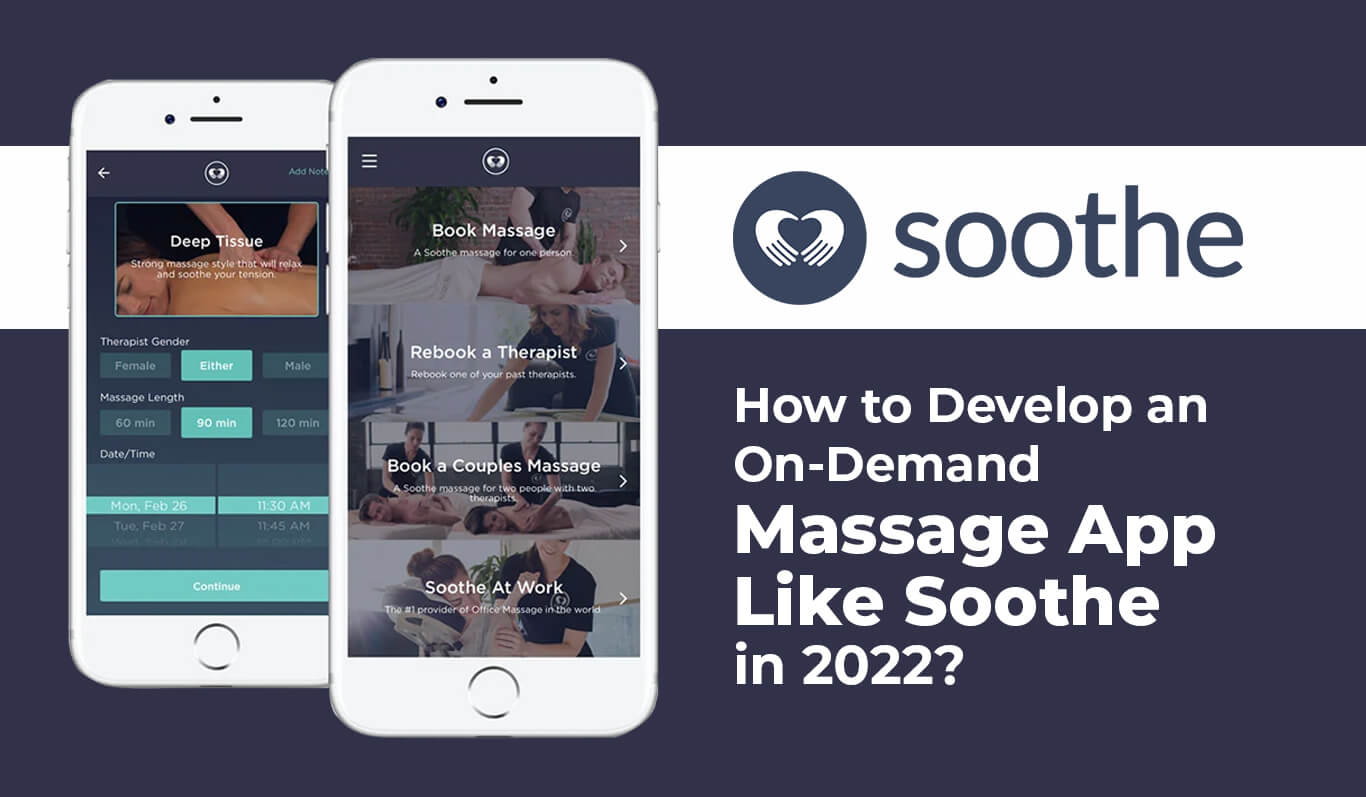 Add Note
Deep Tissue
Strong massage style that will relax
and soothe your tension.
Therapist Gender
Female Either Male
Massage Length
60 min 90 min 120 min
Date/Time
Mon, Feb 26 11:30 AM
Tue, Feb 27 11:45 AM
Continue
Book Massage
A Soothe massage for one person.
Rebook a Therapist
Rebook one of your past therapists.
Book a Couples Massage
A Soothe massage for two people with two
therapists.
Soothe At Work
The #1 provider of Office Massage in the world
soothe
How to Develop an
On-Demand
Massage App
Like Soothe
in 2022?